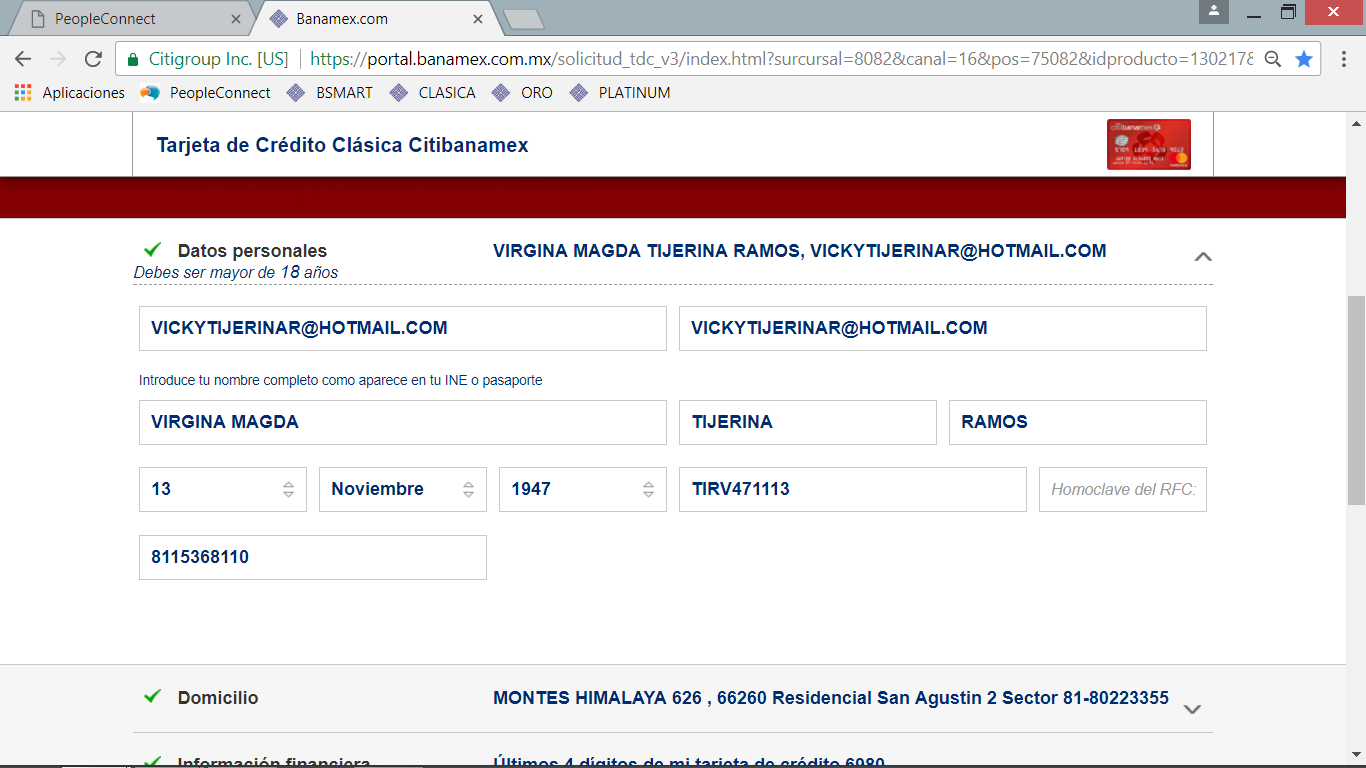 PeopleConnect
Banamex.com
Citigroup Inc. [US] https://portal.banamex.com.mx/solicitud_tdc_v3/index.html?surcursal=8082&canal=16&pos=75082&idproducto=1302178
Aplicaciones PeopleConnect BSMART CLASICA ORO PLATINUM
Tarjeta de Crédito Clásica Citibanamex
citibanamex
Datos personales VIRGINA MAGDA TIJERINA RAMOS, VICKYTIJERINAR@HOTMAIL.COM
Debes ser mayor de 18 años
VICKYTIJERINAR@HOTMAIL.COM VICKYTIJERINAR@HOTMAIL.COM
Introduce tu nombre completo como aparece en tu INE o pasaporte
VIRGINA MAGDA TIJERINA RAMOS
13 Noviembre 1947 TIRV471113 Homoclave del RFC:
8115368110
Domicilio MONTES HIMALAYA 626 , 66260 Residencial San Agustin 2 Sector 81-80223355
Información financiera Últimos 4 dígitos de mi tarjeta de crédito 6980